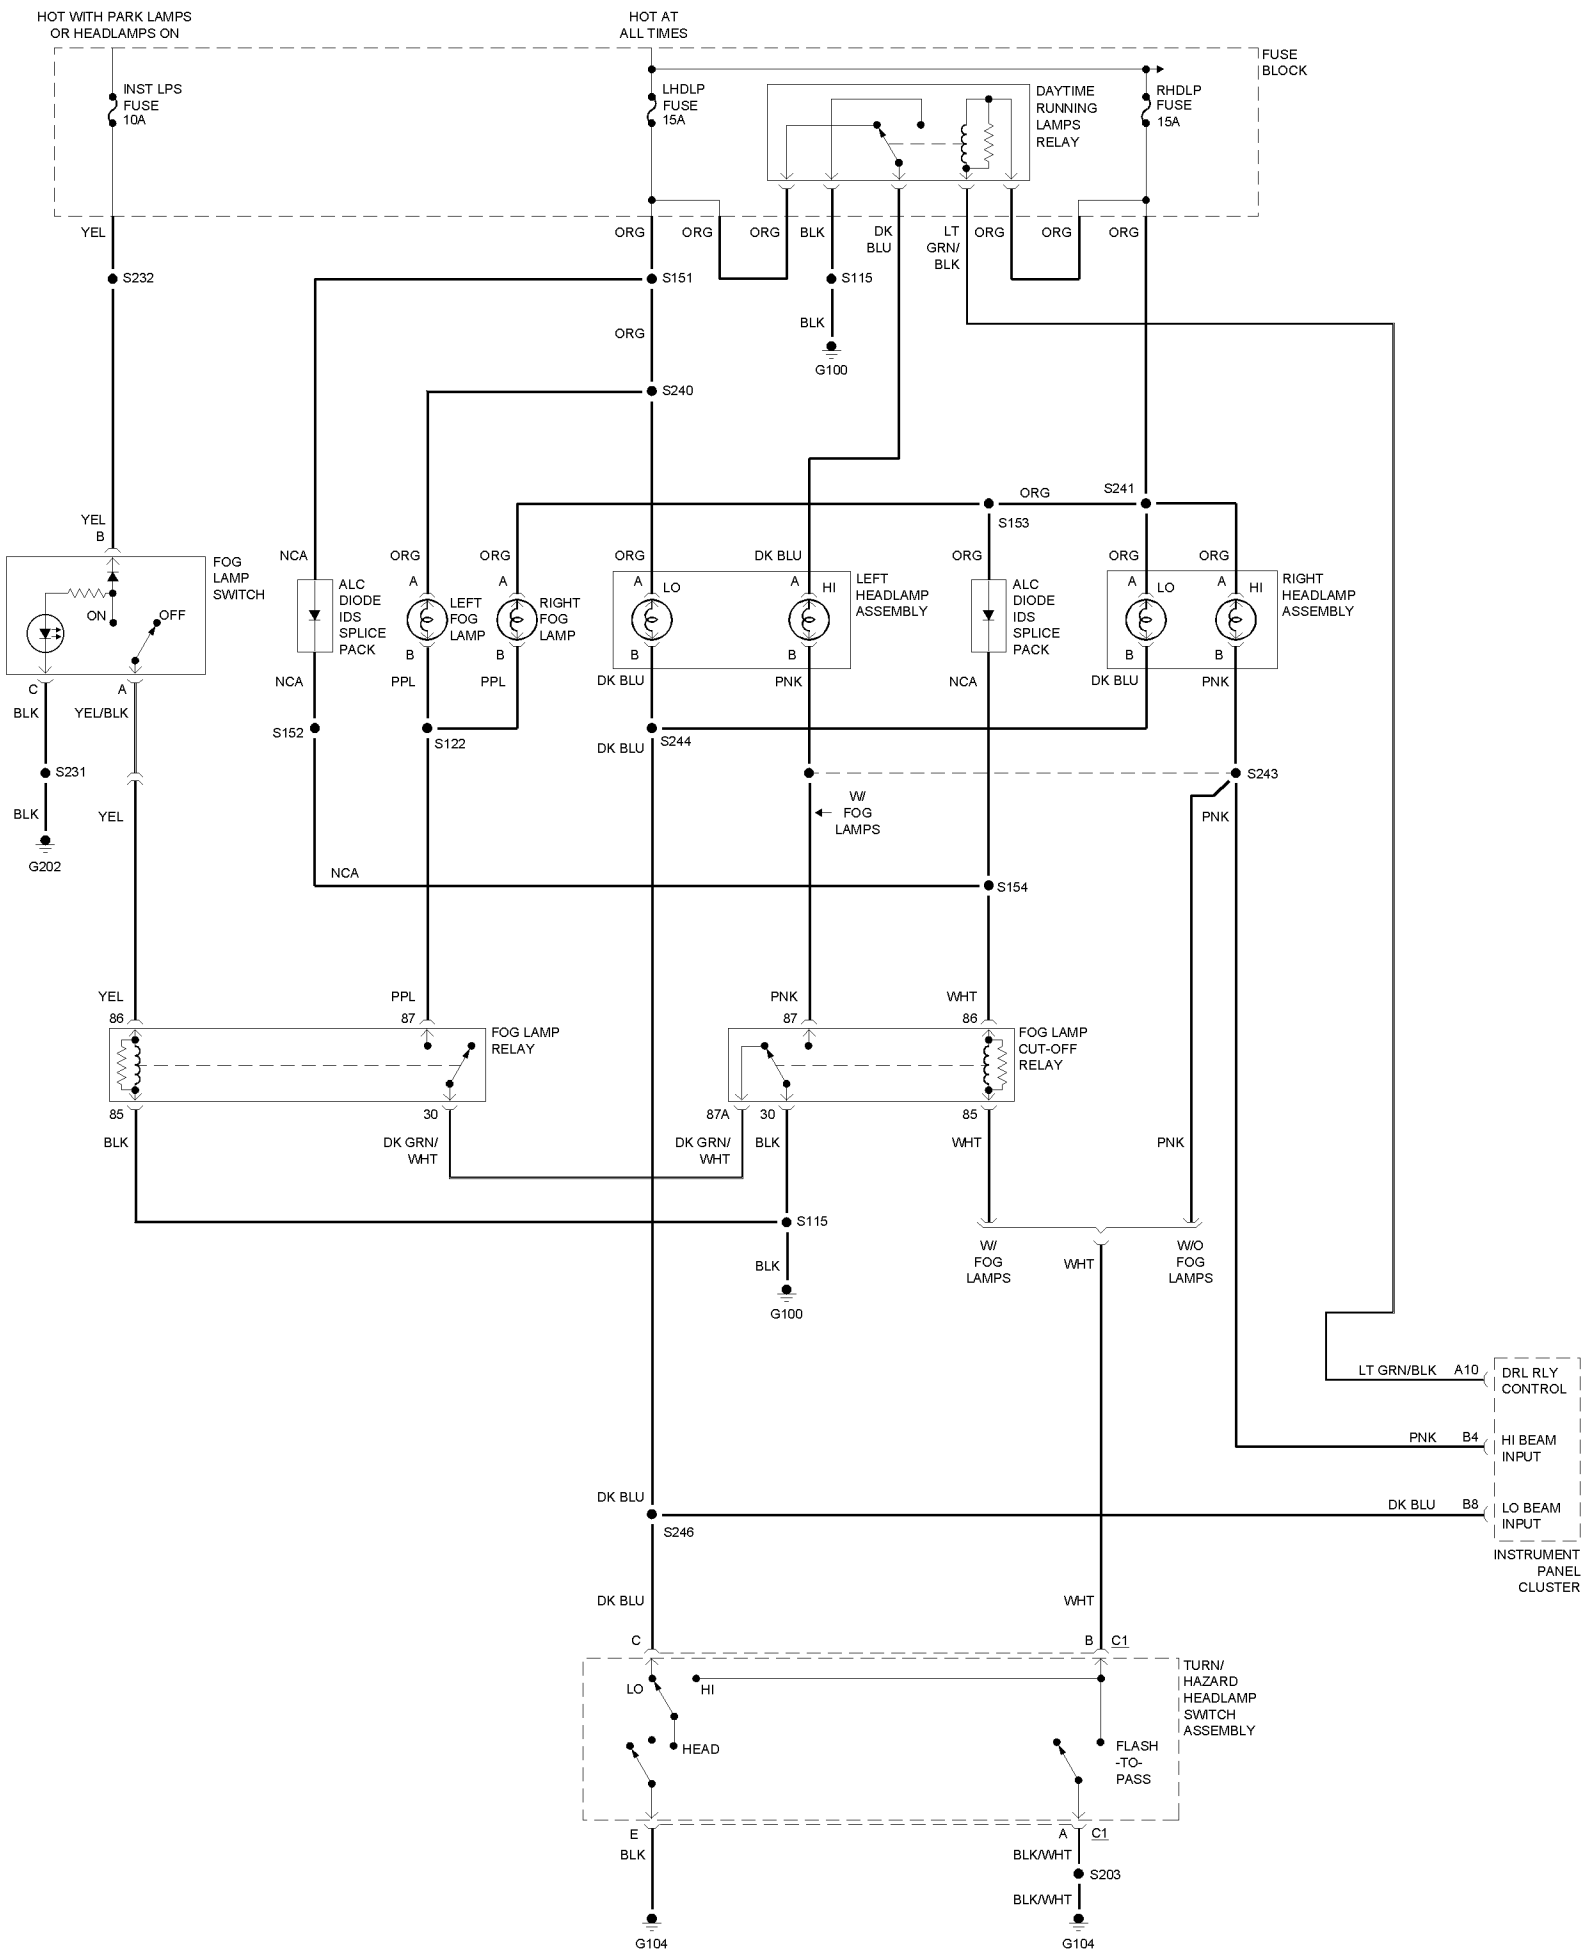 HOT WITH PARK LAMPS
OR HEADLAMPS ON
HOT AT
ALL TIMES
FUSE
BLOCK
INST LPS
FUSE
10A
LHDLP
FUSE
15A
DAYTIME
RUNNING
LAMPS
RELAY
RHDLP
FUSE
15A
YEL
ORG
ORG
ORG
BLK
DK
BLU
LT
GRN/
BLK
ORG
ORG
ORG
S232
S151
S115
ORG
BLK
G100
S240
S241
ORG
S153
YEL
B
NCA
ORG
ORG
ORG
DK BLU
ORG
ORG
ORG
FOG
LAMP
SWITCH
ON
OFF
ALC
DIODE
IDS
SPLICE
PACK
A
LEFT
FOG
LAMP
B
A
RIGHT
FOG
LAMP
B
A
LO
B
A
HI
B
LEFT
HEADLAMP
ASSEMBLY
ALC
DIODE
IDS
SPLICE
PACK
A
LO
B
A
HI
B
RIGHT
HEADLAMP
ASSEMBLY
C
A
NCA
PPL
PPL
DK BLU
PNK
NCA
DK BLU
PNK
BLK
YEL/BLK
S152
S122
S244
DK BLU
S231
S243
BLK
YEL
W/
FOG
LAMPS
PNK
G202
NCA
S154
YEL
PPL
PNK
WHT
86
87
87
86
FOG LAMP
RELAY
FOG LAMP
CUT-OFF
RELAY
85
30
87A
30
85
BLK
DK GRN/
WHT
DK GRN/
WHT
BLK
WHT
PNK
S115
BLK
G100
W/
FOG
LAMPS
WHT
W/O
FOG
LAMPS
LT GRN/BLK
A10
DRL RLY
CONTROL
PNK
B4
HI BEAM
INPUT
DK BLU
B8
LO BEAM
INPUT
INSTRUMENT
PANEL
CLUSTER
DK BLU
S246
DK BLU
WHT
C
B
C1
LO
HI
HEAD
FLASH
-TO-
PASS
TURN/
HAZARD
HEADLAMP
SWITCH
ASSEMBLY
E
A
C1
BLK
BLK/WHT
S203
BLK/WHT
G104
G104